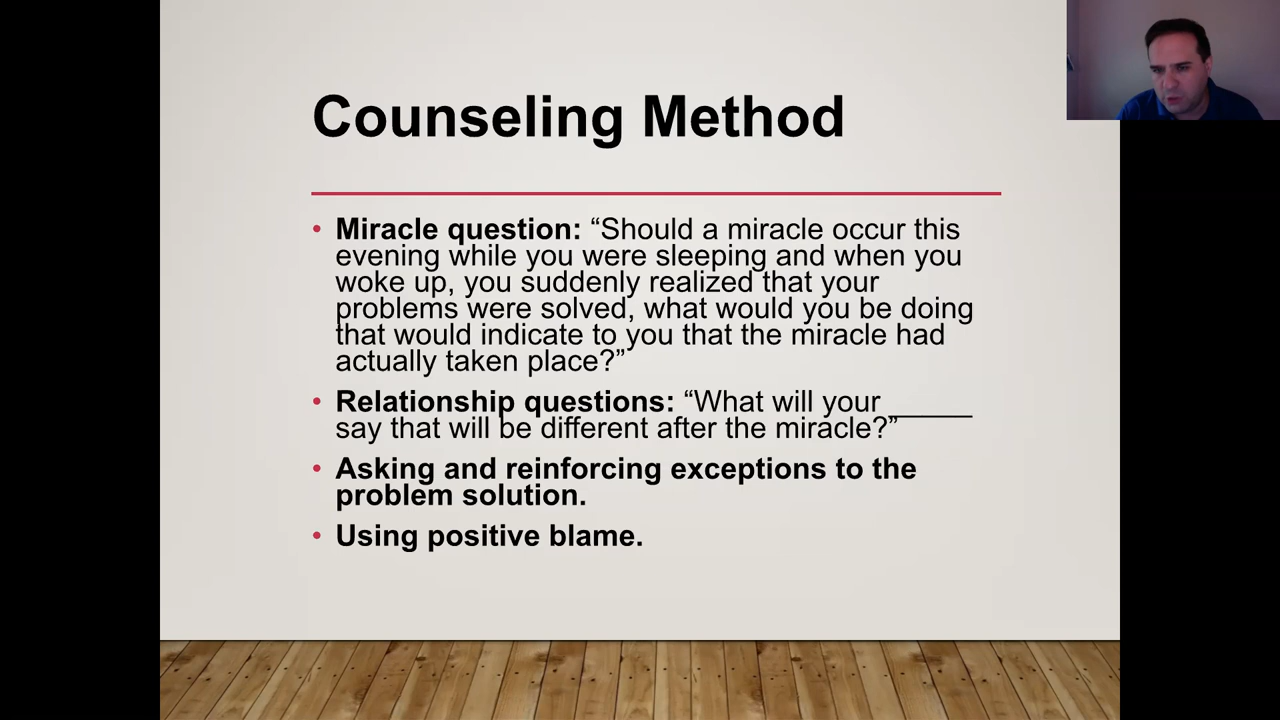 Counseling Method
• Miracle question: “Should a miracle occur this
evening while you were sleeping and when you
woke up, you suddenly realized that your
problems were solved, what would you be doing
that would indicate to you that the miracle had
actually taken place?”
• Relationship questions: “What will your _____
say that will be different after the miracle?”
• Asking and reinforcing exceptions to the
problem solution.
• Using positive blame.